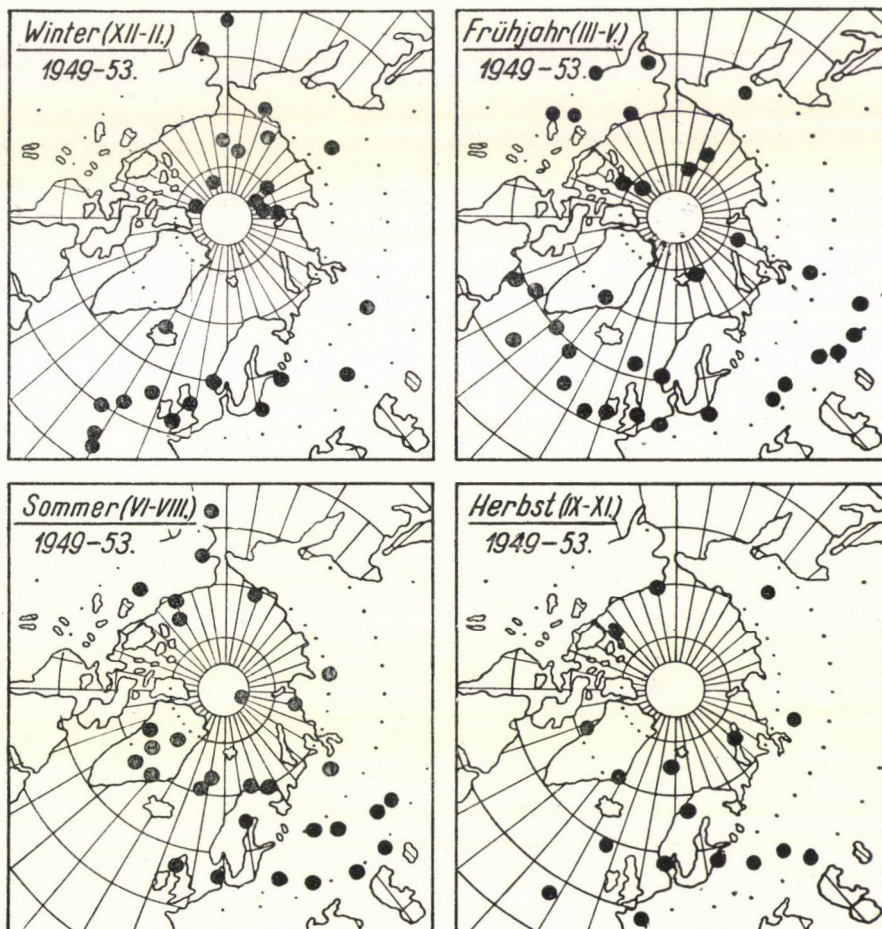 Winter (XII-II.)
1949-53.
Frühjahr (III-V.)
1949-53.
Sommer (VI-VIII.)
1949-53.
Herbst (IX-XI.)
1949-53.